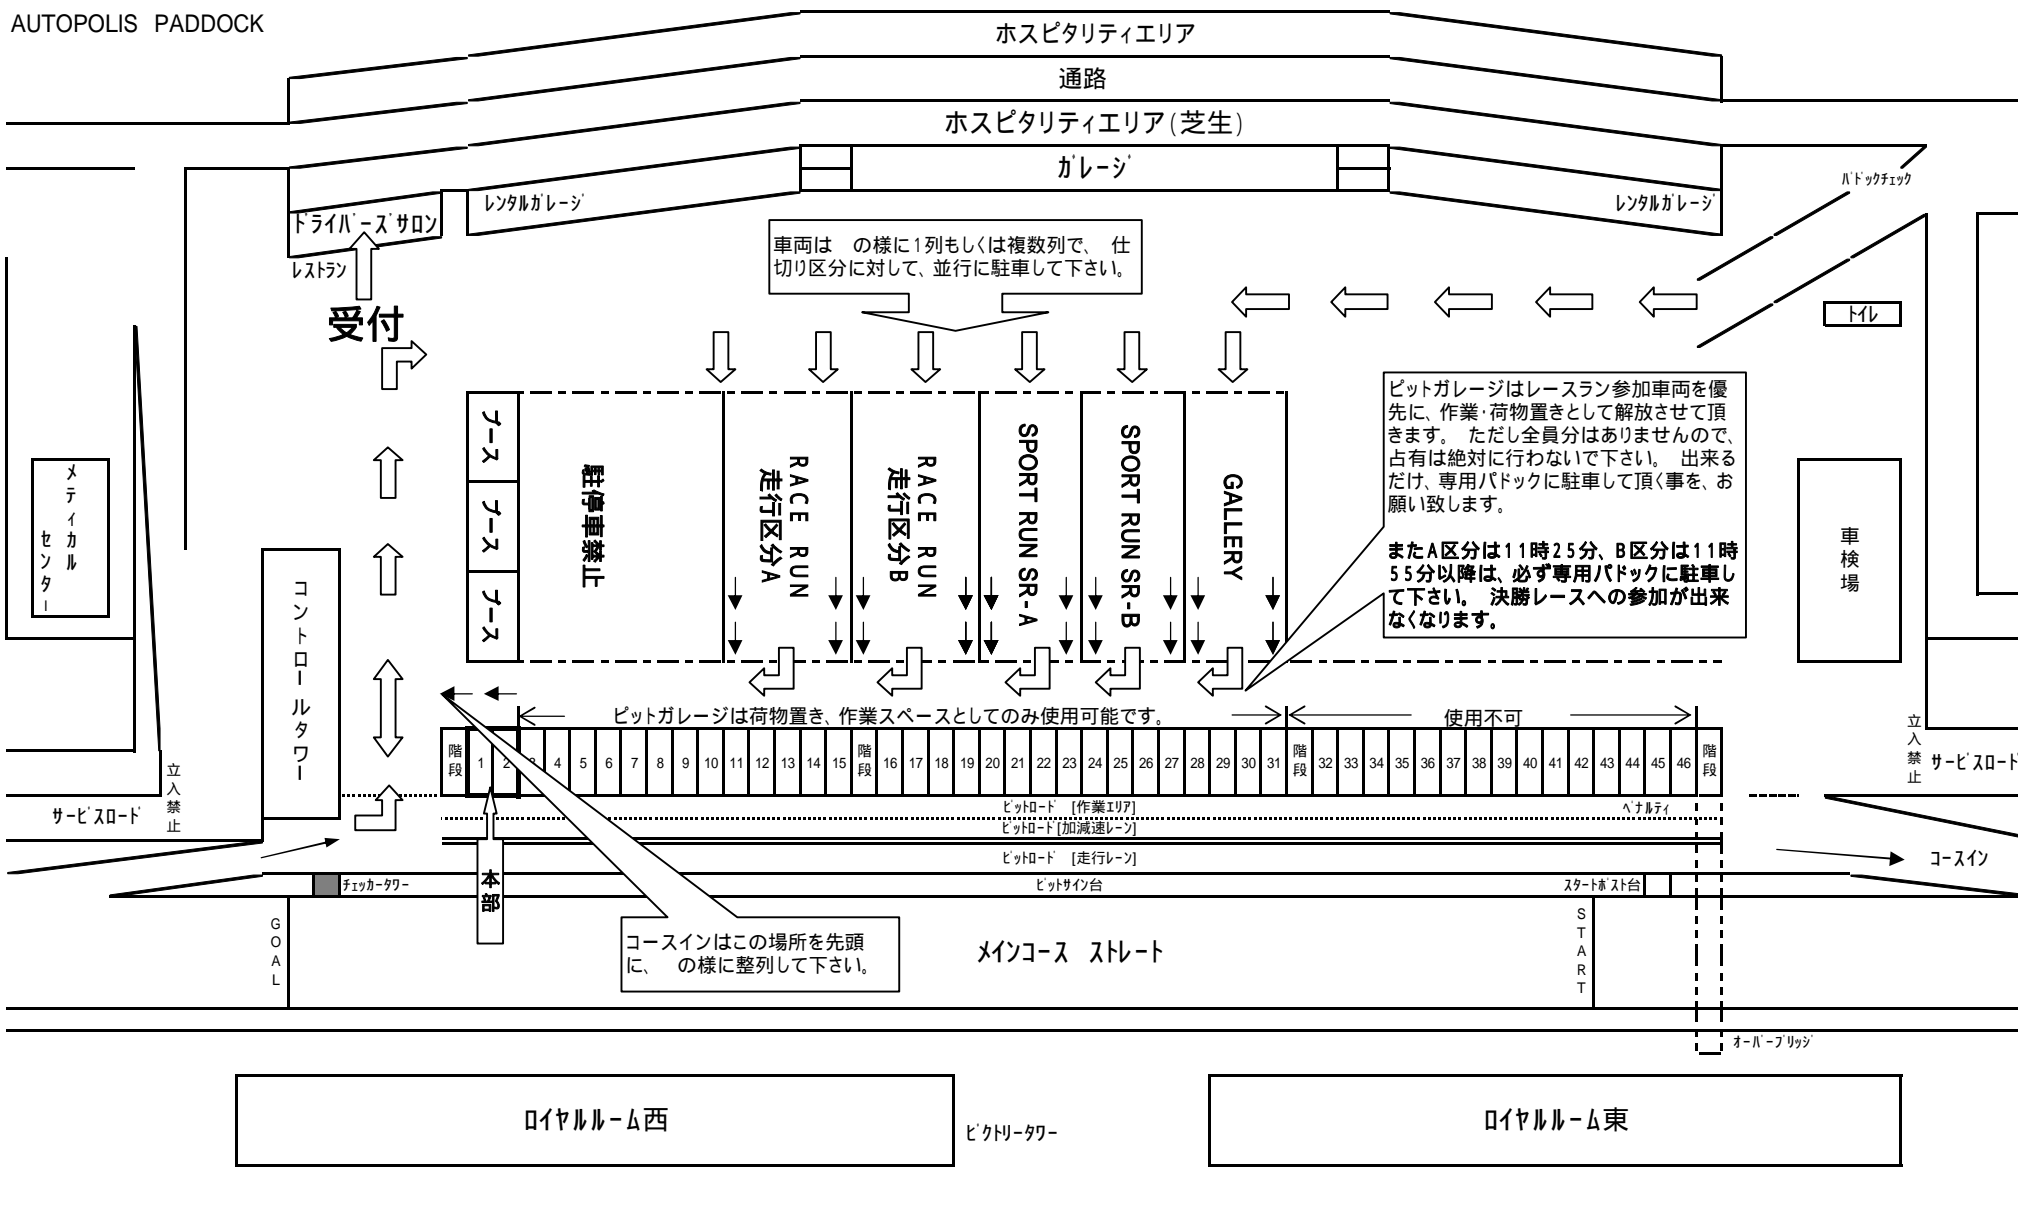 AUTOPOLIS PADDOCK
ホスピタリティエリア
通路
ホスピタリティエリア(芝生)
ガレージ
パドックチェック
ドライバーズサロン
レンタルガレージ
レンタルガレージ
レストラン
車両は　の様に1列もしくは複数列で、　仕
切り区分に対して、並行に駐車して下さい。
受付
トイレ
ブース
ブース
ブース
駐停車禁止
RACE RUN
走行区分A
RACE RUN
走行区分B
SPORT RUN SR-A
SPORT RUN SR-B
GALLERY
ピットガレージはレースラン参加車両を優
先に、作業・荷物置きとして解放させて頂
きます。　ただし全員分はありませんので、
占有は絶対に行わないで下さい。　出来る
だけ、専用パドックに駐車して頂く事を、お
願い致します。
またA区分は11時25分、B区分は11時
55分以降は、必ず専用パドックに駐車し
て下さい。　決勝レースへの参加が出来
なくなります。
メディカル
センター
コントロールタワー
車検場
ピットガレージは荷物置き、作業スペースとしてのみ使用可能です。
使用不可
階段 1 2 3 4 5 6 7 8 9 10 11 12 13 14 15 階段 16 17 18 19 20 21 22 23 24 25 26 27 28 29 30 31 階段 32 33 34 35 36 37 38 39 40 41 42 43 44 45 46 階段
立入禁止
サービスロード
立入禁止
サービスロード
ピットロード [作業エリア]
ペナルティ
ピットロード[加減速レーン]
ピットロード [走行レーン]
コースイン
チェッカータワー
本部
ピットサイン台
スタートポスト台
GOAL
コースインはこの場所を先頭
に、　の様に整列して下さい。
メインコース　ストレート
START
オーバーブリッジ
ロイヤルルーム西
ビクトリータワー
ロイヤルルーム東